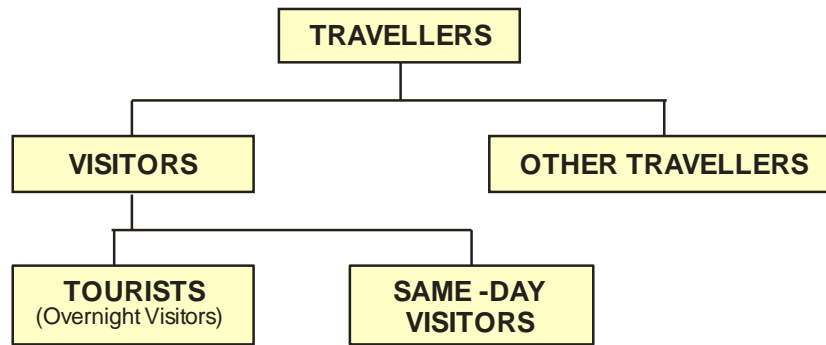 TRAVELLERS
VISITORS
OTHER TRAVELLERS
TOURISTS
(Overnight Visitors)
SAME -DAY
VISITORS